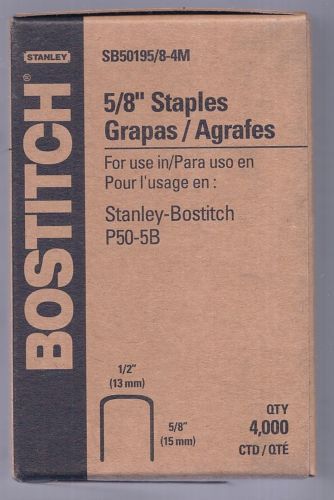 STANLEY
BOSTITCH®
SB50195/8-4M
5/8" Staples
Grapas / Agrafes
For use in/Para uso en
Pour l'usage en :
Stanley-Bostitch
P50-5B
1/2"
(13 mm)
5/8"
(15 mm)
QTY
4,000
CTD / QTÉ